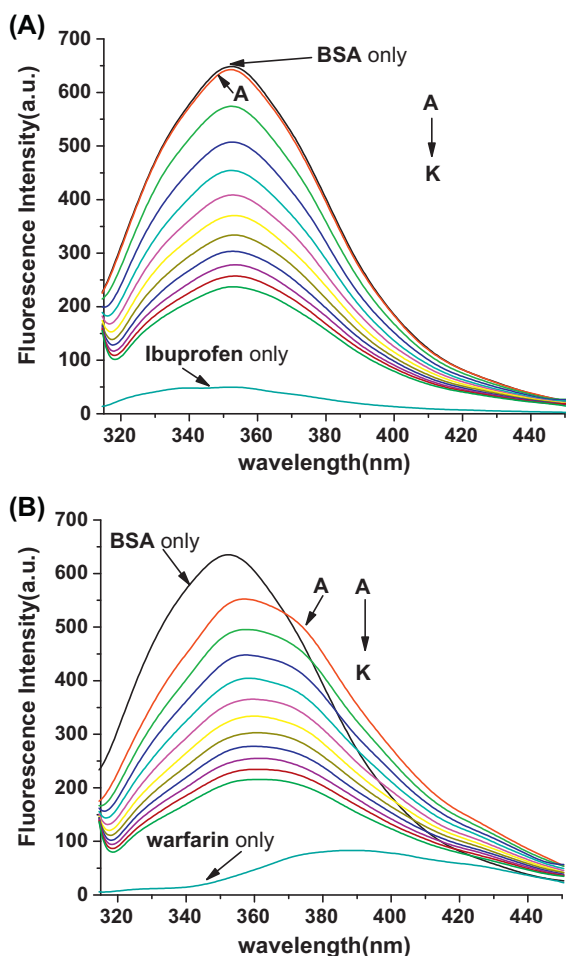 (A)
Fluorescence Intensity(a.u.)
700
600
500
400
300
200
100
0
BSA only
A
A
K
Ibuprofen only
320 340 360 380 400 420 440
wavelength(nm)
(B)
Fluorescence Intensity(a.u.)
700
600
500
400
300
200
100
0
BSA only
A
A
K
warfarin only
320 340 360 380 400 420 440
wavelength(nm)